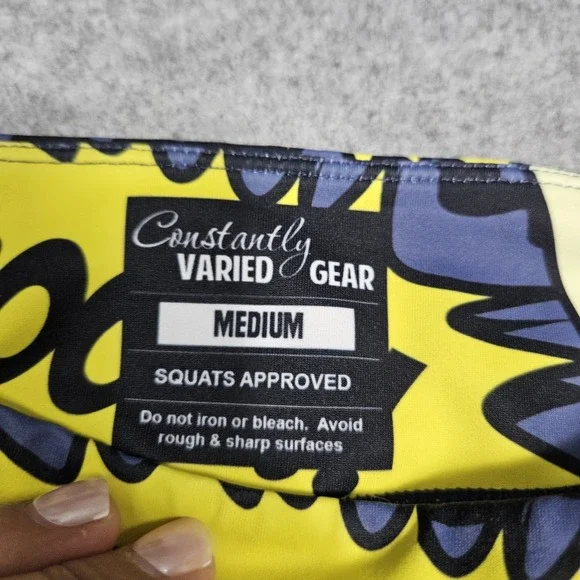 Constantly
VARIED GEAR
MEDIUM
SQUATS APPROVED
Do not iron or bleach. Avoid
rough & sharp surfaces